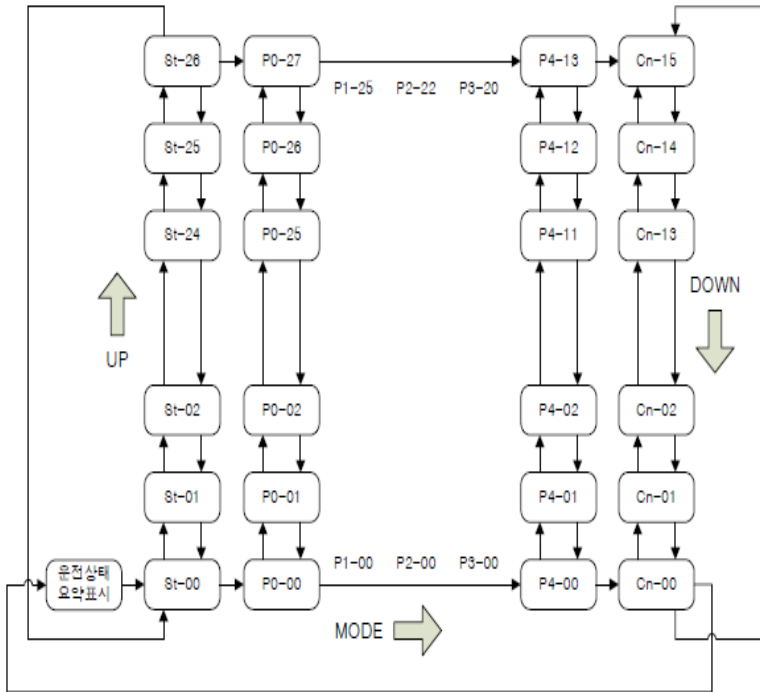 St-26 P0-27 P4-13 Cn-15
P1-25 P2-22 P3-20
St-25 P0-26 P4-12 Cn-14
St-24 P0-25 P4-11 Cn-13
DOWN
UP
St-02 P0-02 P4-02 Cn-02
St-01 P0-01 P4-01 Cn-01
P1-00 P2-00 P3-00
운전상태
요약표시
St-00 P0-00 P4-00 Cn-00
MODE